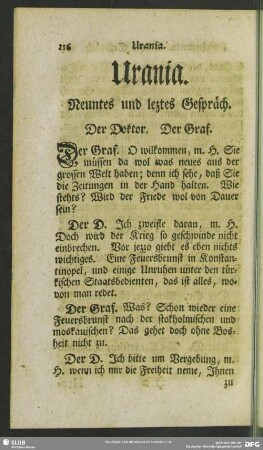 216 Urania.
Urania.
Neuntes und leztes Gespräch.
Der Doktor. Der Graf.
Der Graf. O wilkommen, m. H. Sie
müssen da wol was neues aus der
grossen Welt haben; denn ich sehe, daß Sie
die Zeitungen in der Hand halten. Wie
stehts? Wird der Friede wol von Dauer
sein?
Der D. Ich zweifle daran, m. H.
Doch wird der Krieg so geschwinde nicht
einbrechen. Vor jezzo giebt es eben nichts
wichtiges. Eine Feuersbrunst in Konstan-
tinopel, und einige Unruhen unter den tür-
kischen Staatsbedienten, das ist alles, wo-
von man redet.
Der Graf. Was? Schon wieder eine
Feuersbrunst nach der stokholmischen und
moskauischen? Das gehet doch ohne Bos-
heit nicht zu.
Der D. Ich bitte um Vergebung, m.
H. wenn ich mir die Freiheit neme, Ihnen
zu
SLUB
DFG